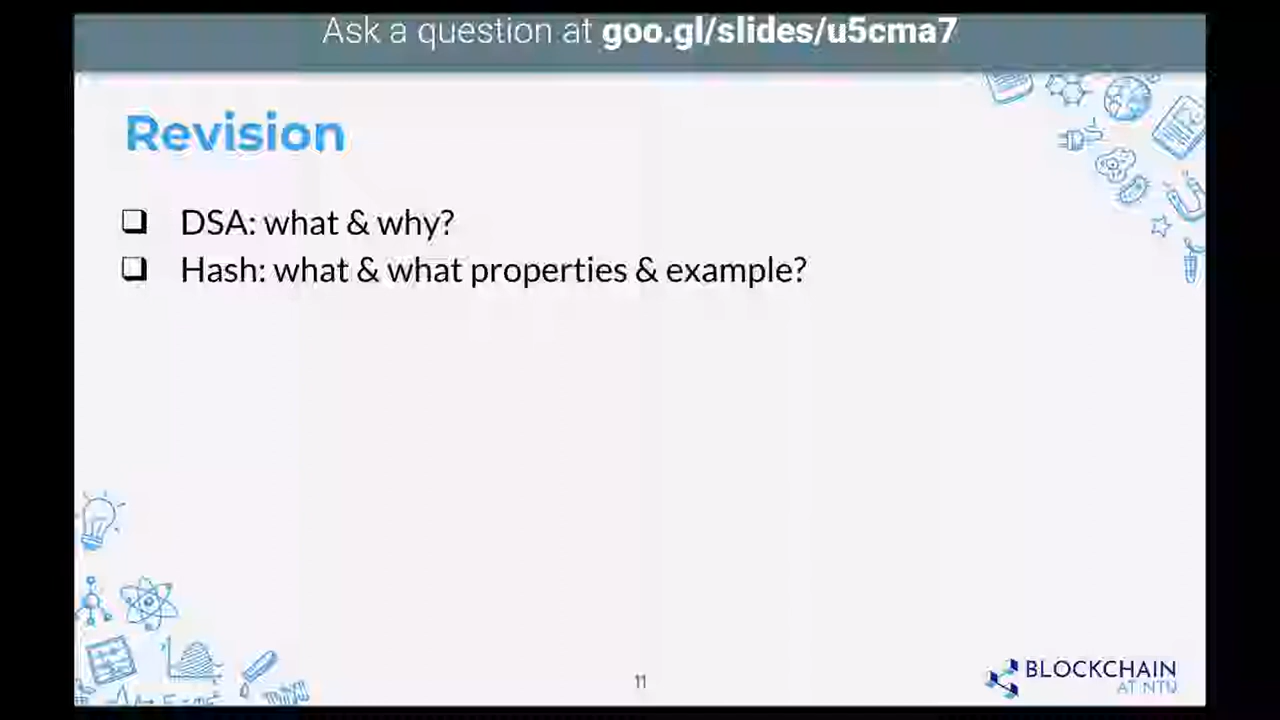 Ask a question at goo.gl/slides/u5cma7
Revision
❑ DSA: what & why?
❑ Hash: what & what properties & example?
11
BLOCKCHAIN
AT NTU